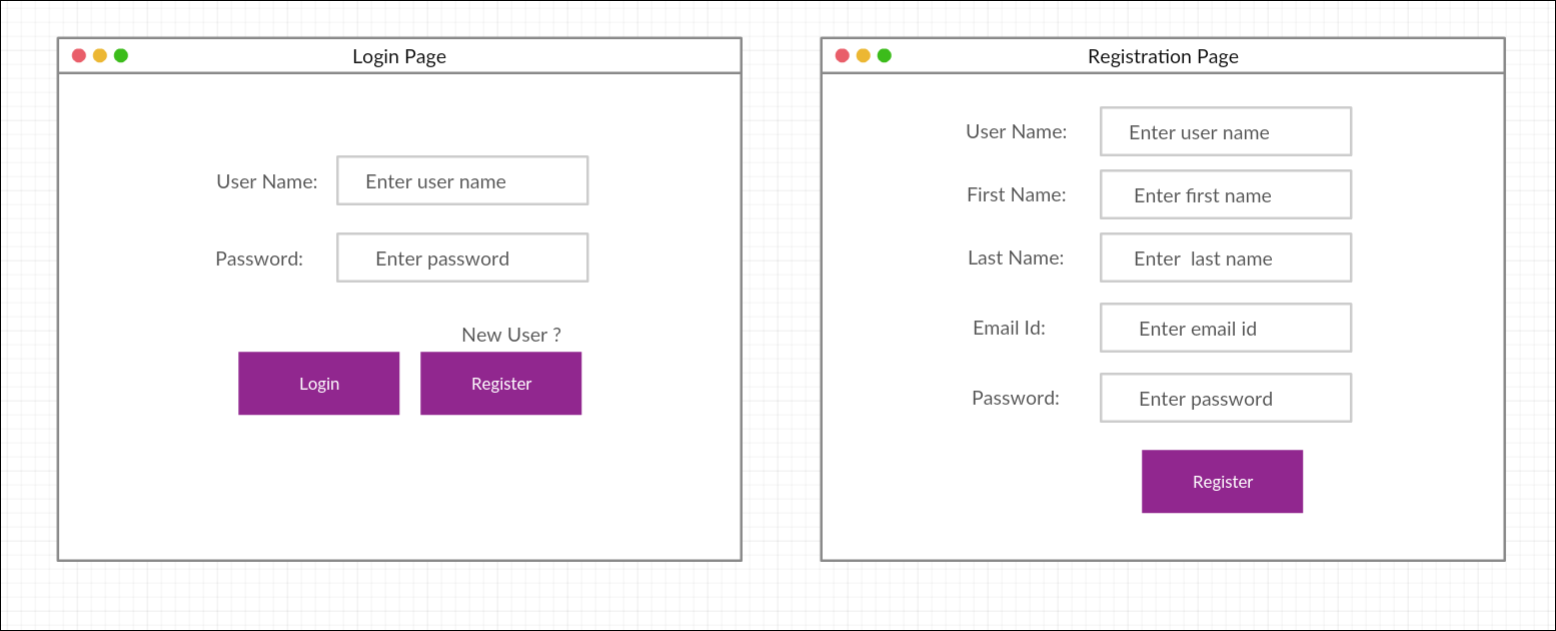 Login Page
User Name:
Enter user name
Password:
Enter password
New User ?
Login
Register
Registration Page
User Name:
Enter user name
First Name:
Enter first name
Last Name:
Enter  last name
Email Id:
Enter email id
Password:
Enter password
Register